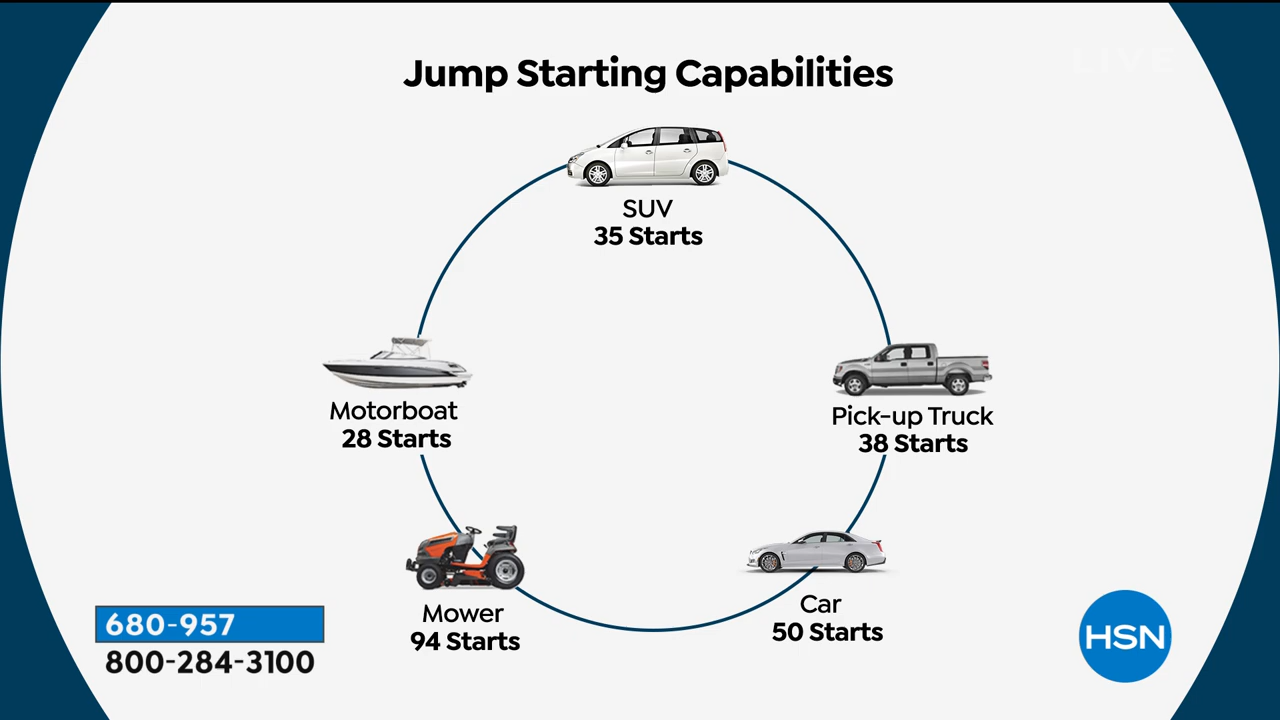 Jump Starting Capabilities
LIVE
SUV
35 Starts
Motorboat
28 Starts
Pick-up Truck
38 Starts
Mower
94 Starts
Car
50 Starts
680-957
800-284-3100
HSN